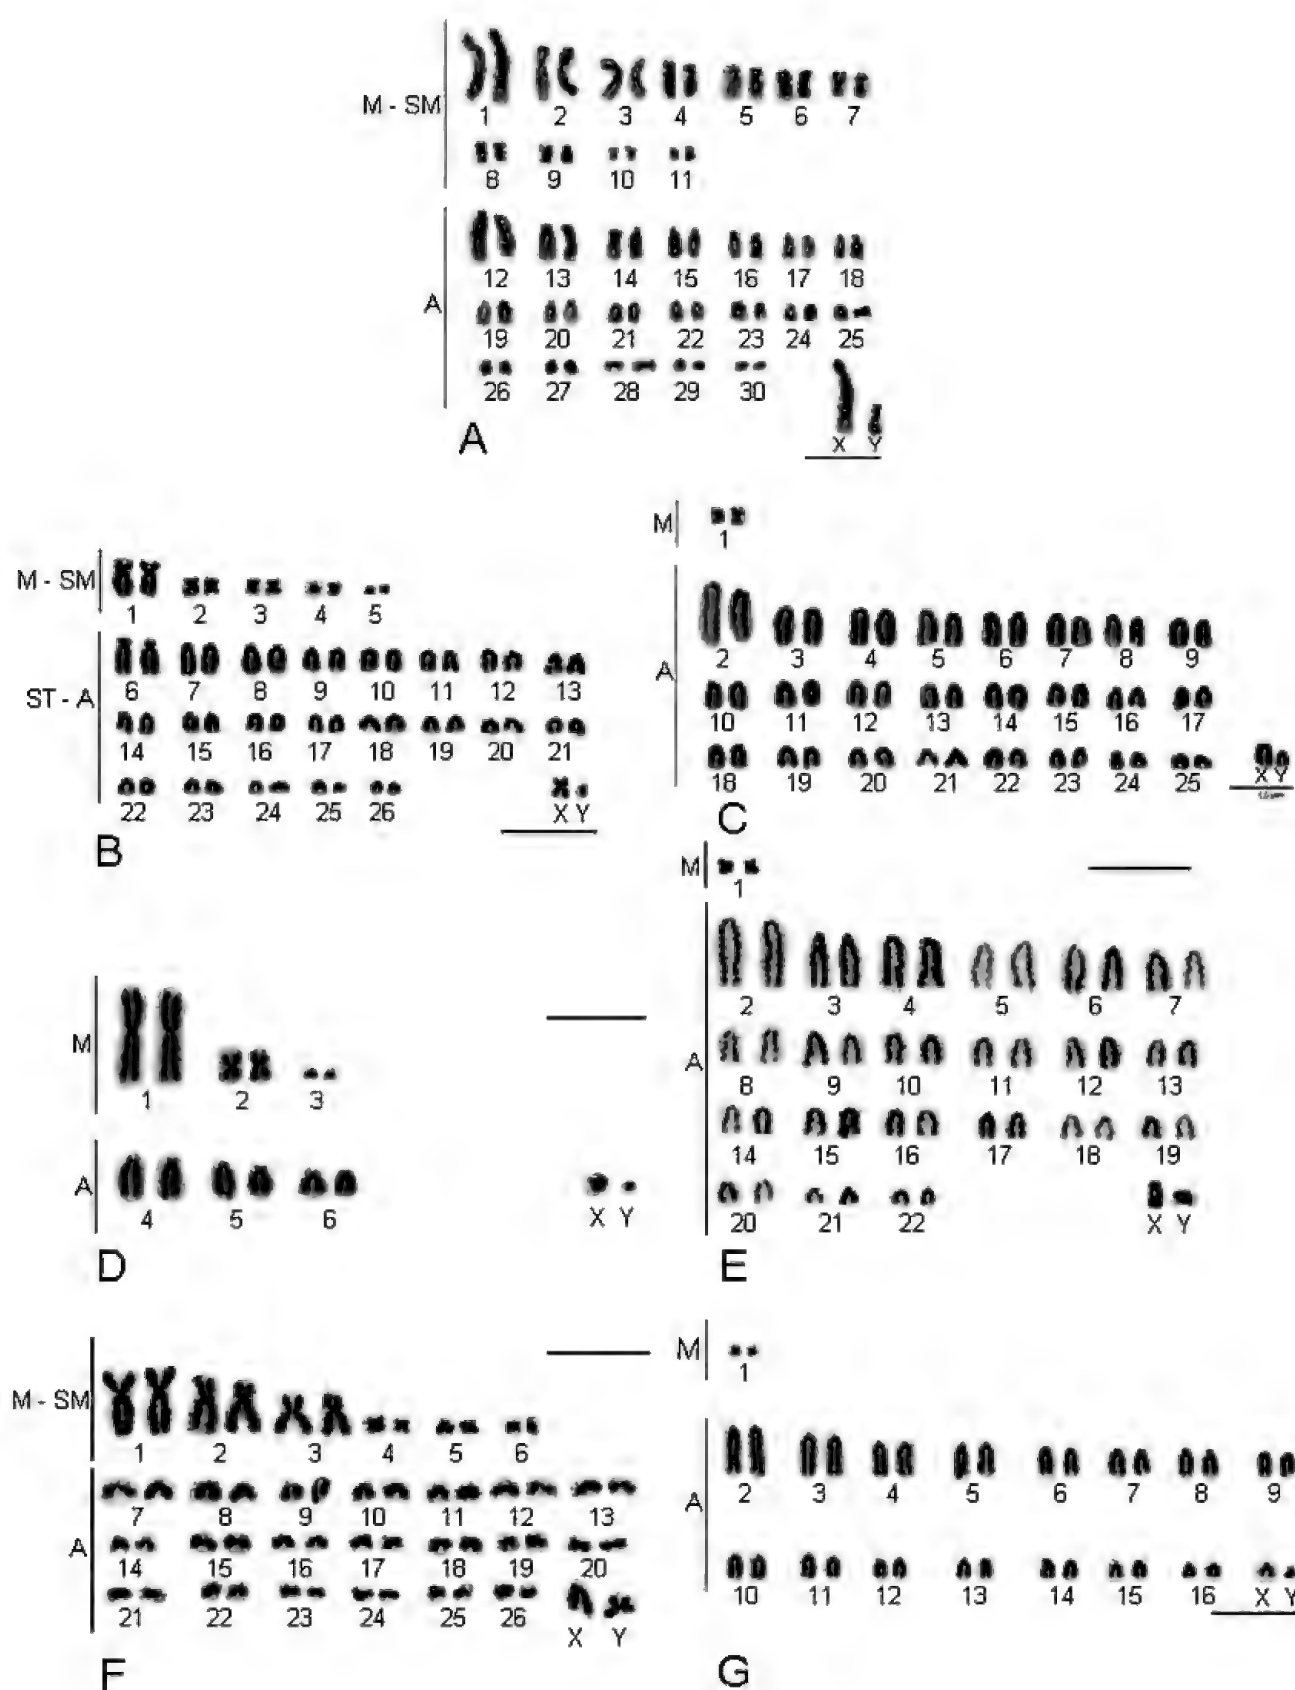 M - SM
1 2 3 4 5 6 7
8 9 10 11
A
12 13 14 15 16 17 18
19 20 21 22 23 24 25
26 27 28 29 30
X Y
A
M - SM
1 2 3 4 5
ST - A
6 7 8 9 10 11 12 13
14 15 16 17 18 19 20 21
22 23 24 25 26 X Y
B
M
1
A
2 3 4 5 6 7 8 9
10 11 12 13 14 15 16 17
18 19 20 21 22 23 24 25 X Y
C
M
1 2 3
A
4 5 6 X Y
D
M
1
A
2 3 4 5 6 7
8 9 10 11 12 13
14 15 16 17 18 19
20 21 22 X Y
E
M - SM
1 2 3 4 5 6
A
7 8 9 10 11 12 13
14 15 16 17 18 19 20
21 22 23 24 25 26
X Y
F
M
1
A
2 3 4 5 6 7 8 9
10 11 12 13 14 15 16 X Y
G